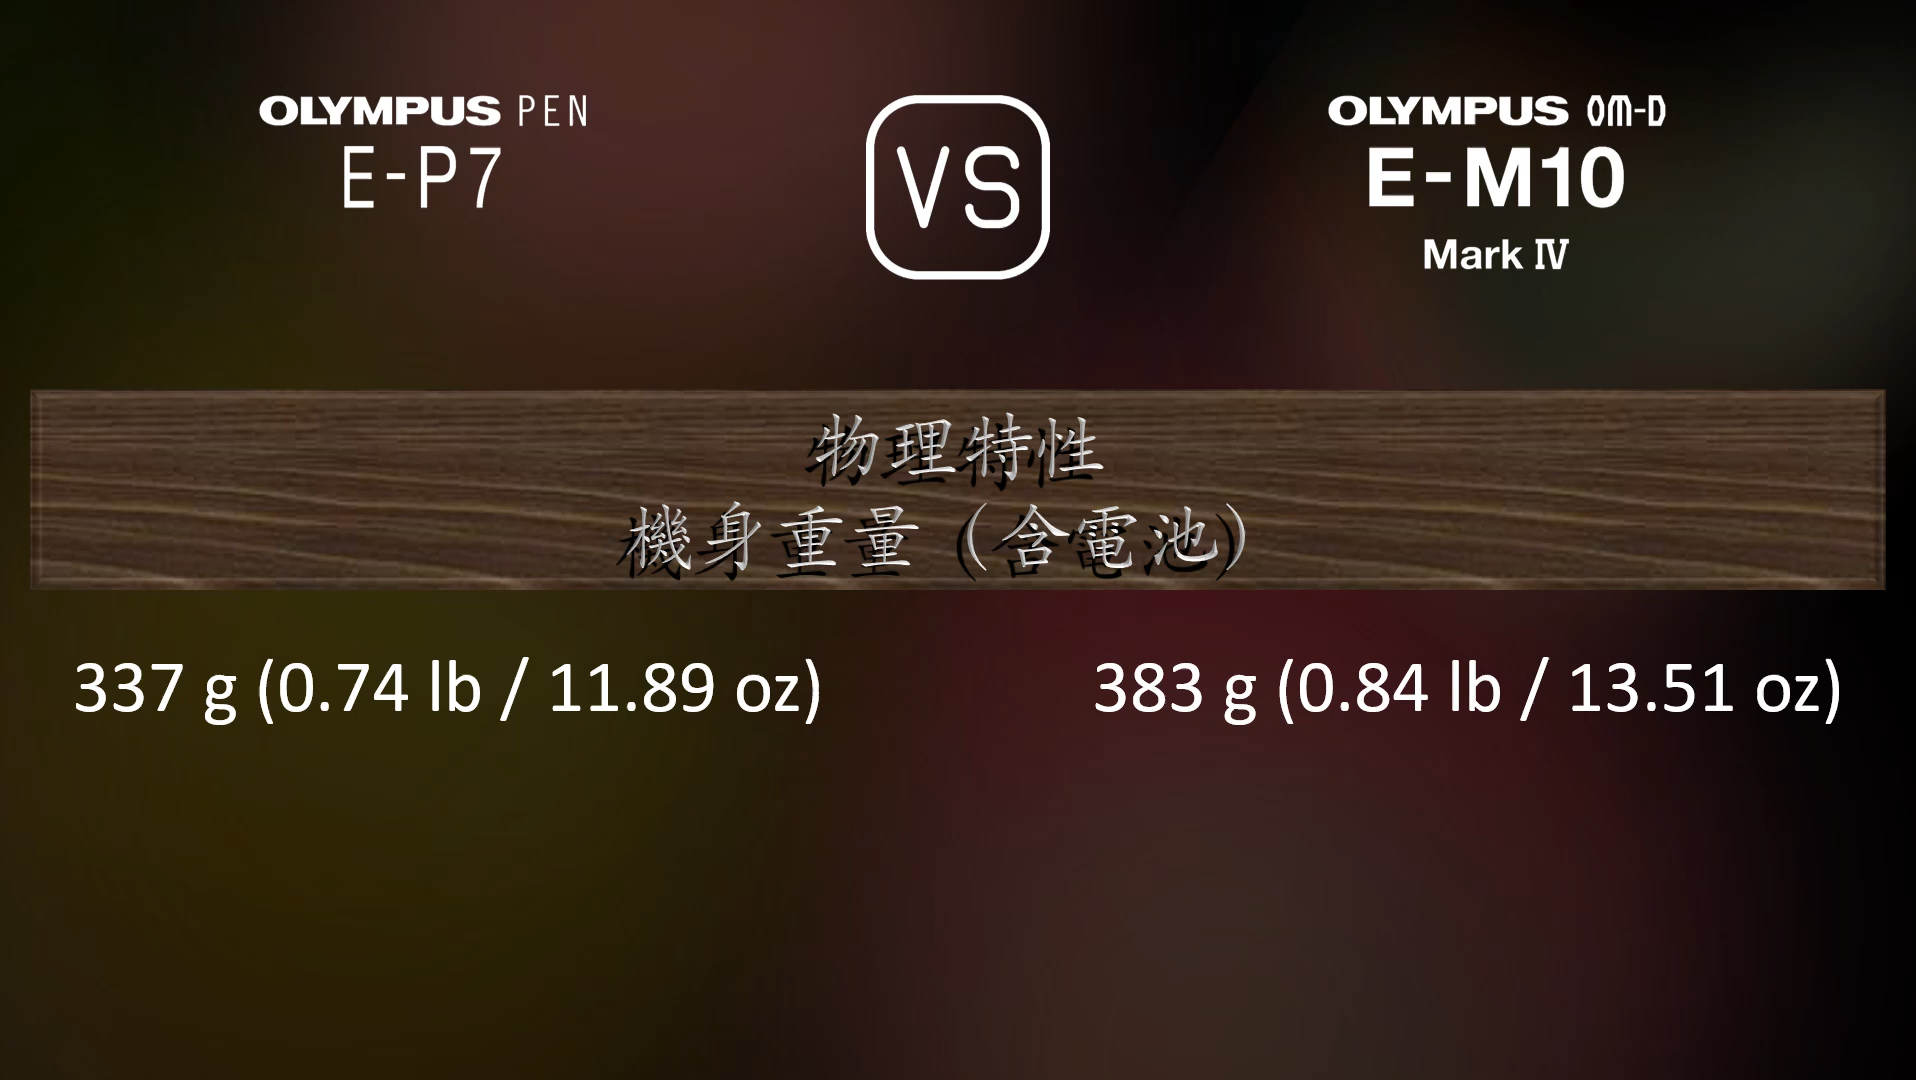 OLYMPUS PEN
E-P7
VS
OLYMPUS OM-D
E-M10
Mark IV
物理特性
機身重量（含電池）
337 g (0.74 lb / 11.89 oz)
383 g (0.84 lb / 13.51 oz)